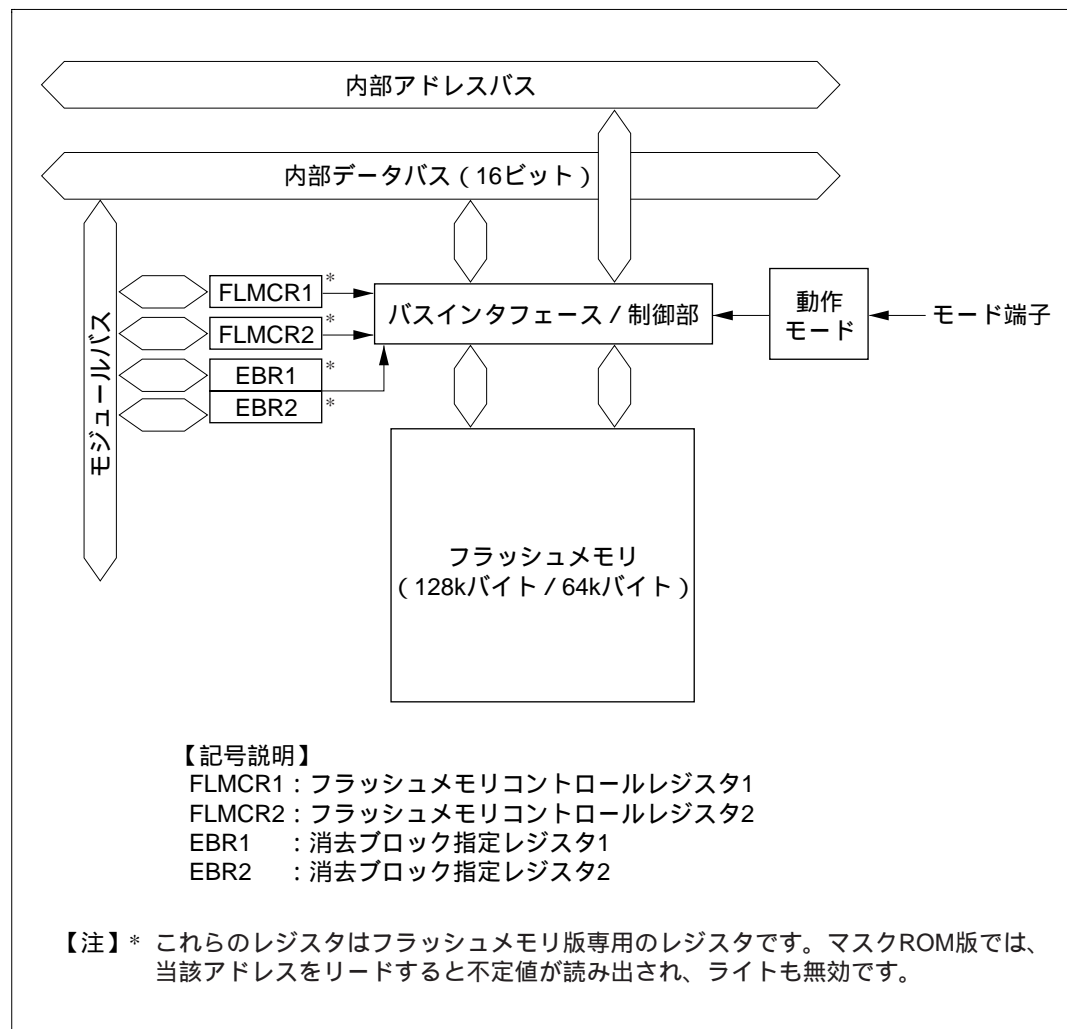 内部アドレスバス
内部データバス（16ビット）
モジュールバス
FLMCR1*
FLMCR2*
EBR1*
EBR2*
バスインタフェース／制御部
動作
モード
モード端子
フラッシュメモリ
（128kバイト／64kバイト）
【記号説明】
FLMCR1：フラッシュメモリコントロールレジスタ1
FLMCR2：フラッシュメモリコントロールレジスタ2
EBR1　：消去ブロック指定レジスタ1
EBR2　：消去ブロック指定レジスタ2
【注】* これらのレジスタはフラッシュメモリ版専用のレジスタです。マスクROM版では、
当該アドレスをリードすると不定値が読み出され、ライトも無効です。